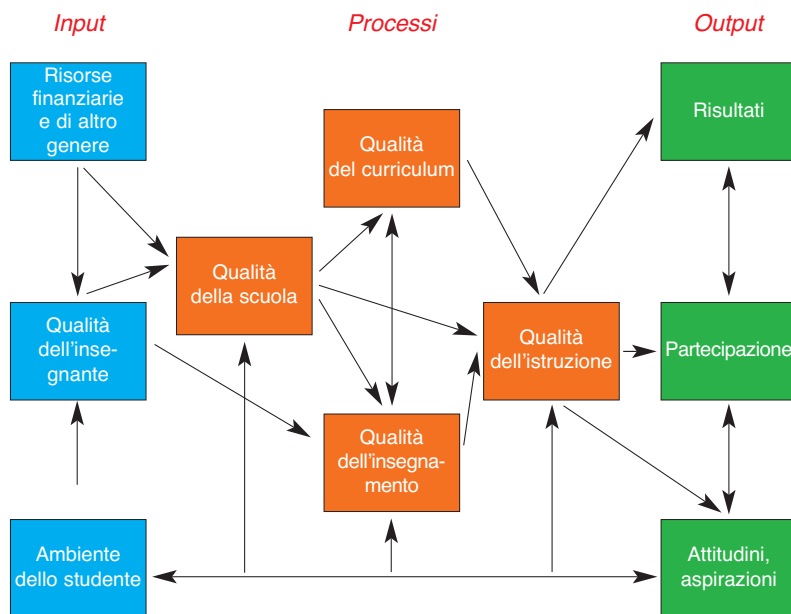 Input
Processi
Output
Risorse
finanziarie
e di altro
genere
Qualità
dell'inse-
gnante
Ambiente
dello studente
Qualità
della scuola
Qualità
del curriculum
Qualità
dell'insegna-
mento
Qualità
dell'istruzione
Risultati
Partecipazione
Attitudini,
aspirazioni